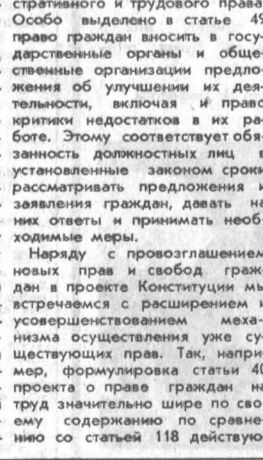 стративного и трудового права.
Особо выделено в статье 49
право граждан вносить в госу-
дарственные органы и обще-
ственные организации предло-
жения об улучшении их дея-
тельности, включая и право
критики недостатков в их ра-
боте. Этому соответствует обя-
занность должностных лиц в
установленные законом сроки
рассматривать предложения и
заявления граждан, давать на
них ответы и принимать необ-
ходимые меры.
Наряду с провозглашением
новых прав и свобод граж-
дан в проекте Конституции мы
встречаемся с расширением и
усовершенствованием меха-
низма осуществления уже су-
ществующих прав. Так, напри-
мер, формулировка статьи 40
проекта о праве граждан на
труд значительно шире по сво-
ему содержанию по сравне-
нию со статьей 118 действую-